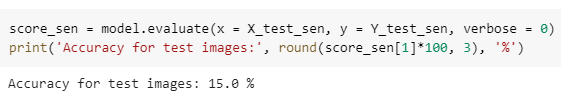 score_sen = model.evaluate(x = X_test_sen, y = Y_test_sen, verbose = 0)
print('Accuracy for test images:', round(score_sen[1]*100, 3), '%')
Accuracy for test images: 15.0 %